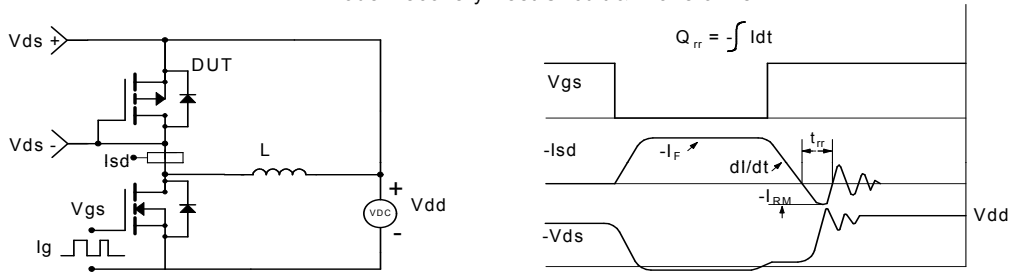 Vds +
DUT
Vds -
Isd
L
Vgs
Ig
VDC
+
-
Vdd
Q rr = - ∫ Idt
Vgs
-Isd
-I F
dI/dt
t rr
-I RM
Vdd
-Vds